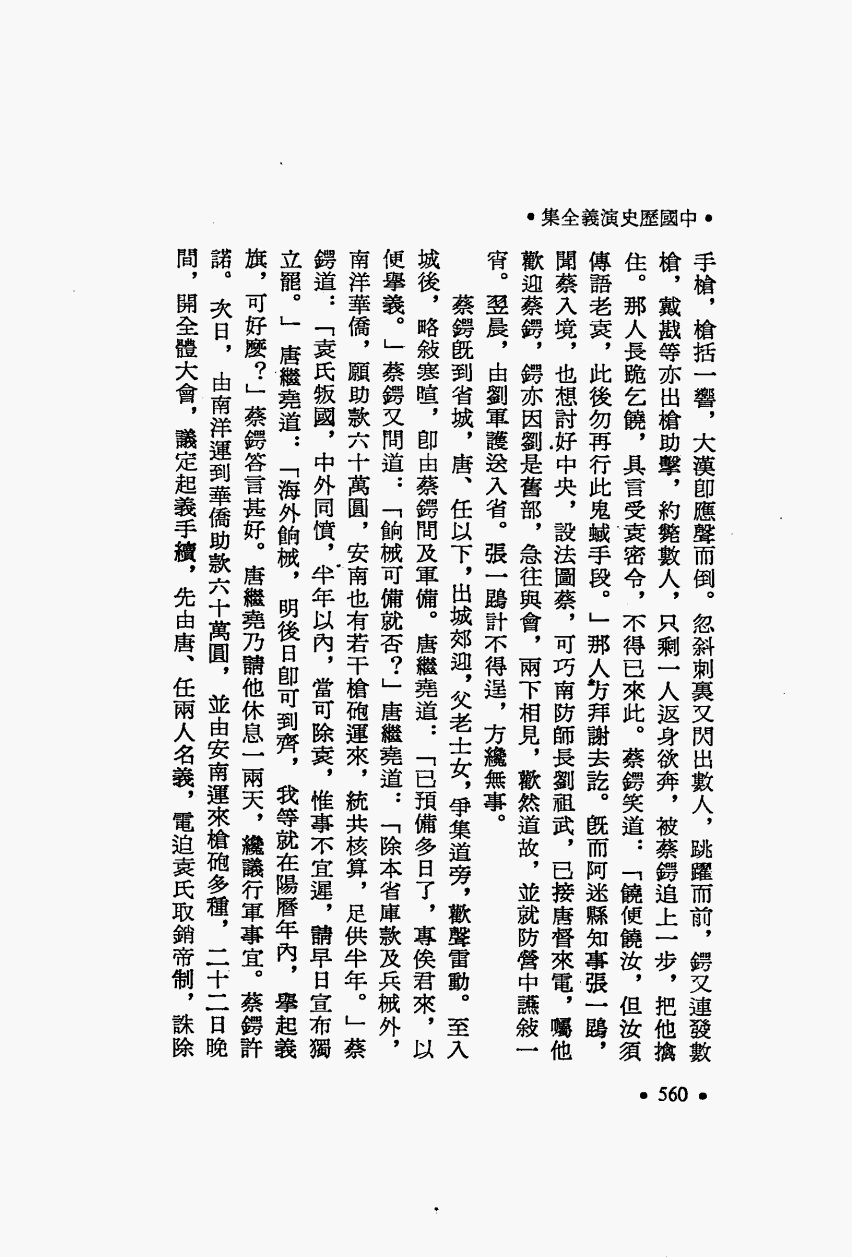 •中國歷史演義全集•
手槍，槍括一響，大漢卽應聲而倒。忽斜刺裏又閃出數人，跳躍而前，鍔又連發數
槍，戴戡等亦出槍助擊，約斃數人，只剩一人返身欲奔，被蔡鍔追上一步，把他擒
住。那人長跪乞饒，具言受袁密令，不得已來此。蔡鍔笑道：「饒便饒汝，但汝須
傳語老袁，此後勿再行此鬼蜮手段。」那人方拜謝去訖。旣而阿迷縣知事張一鵾，
聞蔡入境，也想討好中央，設法圖蔡，可巧南防師長劉祖武，已接唐督來電，囑他
歡迎蔡鍔，鍔亦因劉是舊部，急往與會，兩下相見，歡然道故，並就防營中讌敍一
宵。翌晨，由劉軍護送入省。張一鵾計不得逞，方纔無事。
蔡鍔旣到省城，唐、任以下，出城郊迎，父老士女，爭集道旁，歡聲雷動。至入
城後，略敍寒暄，卽由蔡鍔問及軍備。唐繼堯道：「已預備多日了，專俟君來，以
便舉義。」蔡鍔又問道：「餉械可備就否？」唐繼堯道：「除本省庫款及兵械外，
南洋華僑，願助款六十萬圓，安南也有若干槍砲運來，統共核算，足供半年。」蔡
鍔道：「袁氏叛國，中外同憤，半年以內，當可除袁，惟事不宜遲，請早日宣布獨
立罷。」唐繼堯道：「海外餉械，明後日卽可到齊，我等就在陽曆年內，舉起義
旗，可好麼？」蔡鍔答言甚好。唐繼堯乃請他休息一兩天，纔議行軍事宜。蔡鍔許
諾。次日，由南洋運到華僑助款六十萬圓，並由安南運來槍砲多種，二十二日晚
間，開全體大會，議定起義手續，先由唐、任兩人名義，電迫袁氏取銷帝制，誅除
•560•